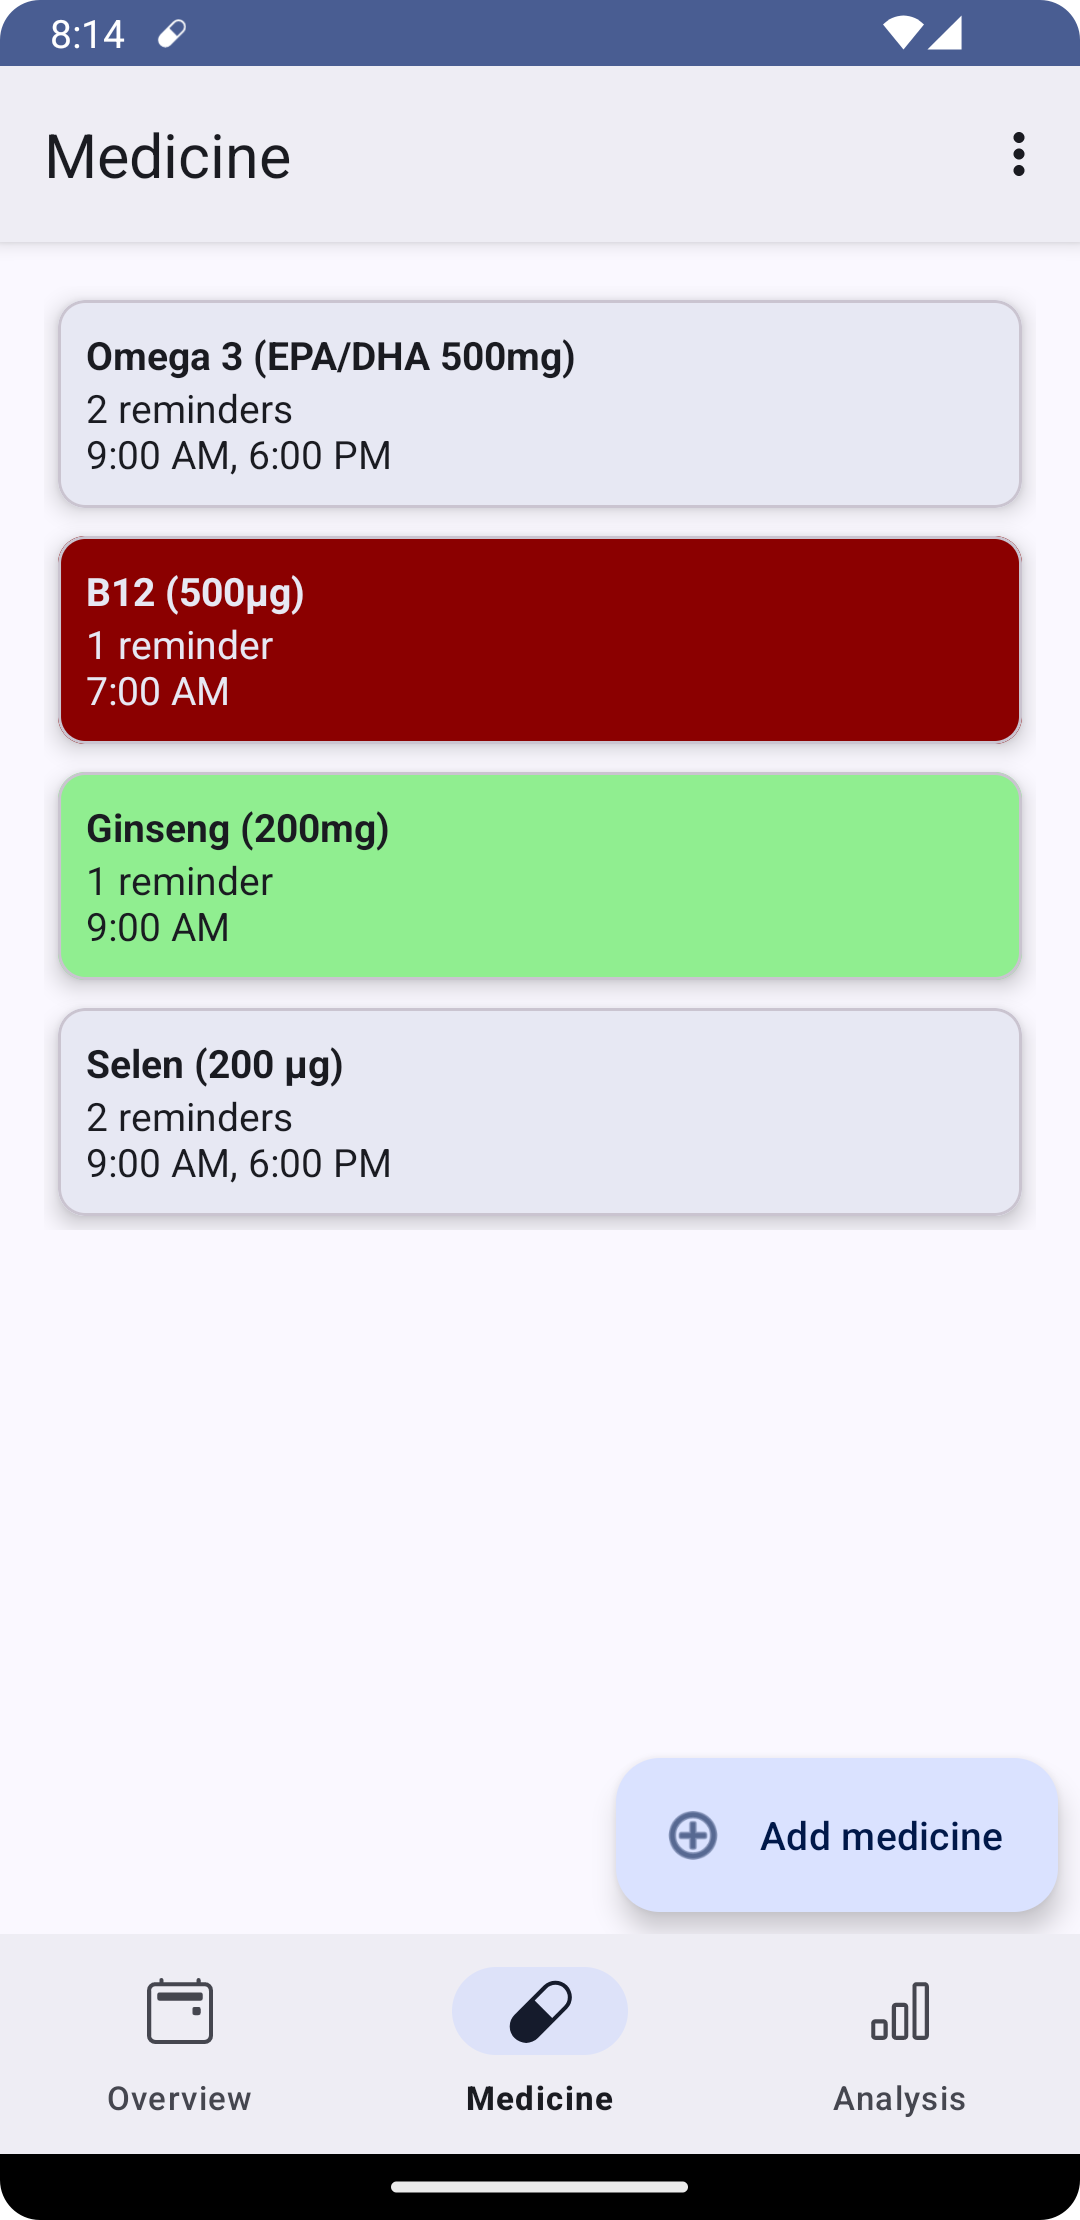 8:14
Medicine
Omega 3 (EPA/DHA 500mg)
2 reminders
9:00 AM, 6:00 PM
B12 (500µg)
1 reminder
7:00 AM
Ginseng (200mg)
1 reminder
9:00 AM
Selen (200 µg)
2 reminders
9:00 AM, 6:00 PM
Add medicine
Overview
Medicine
Analysis